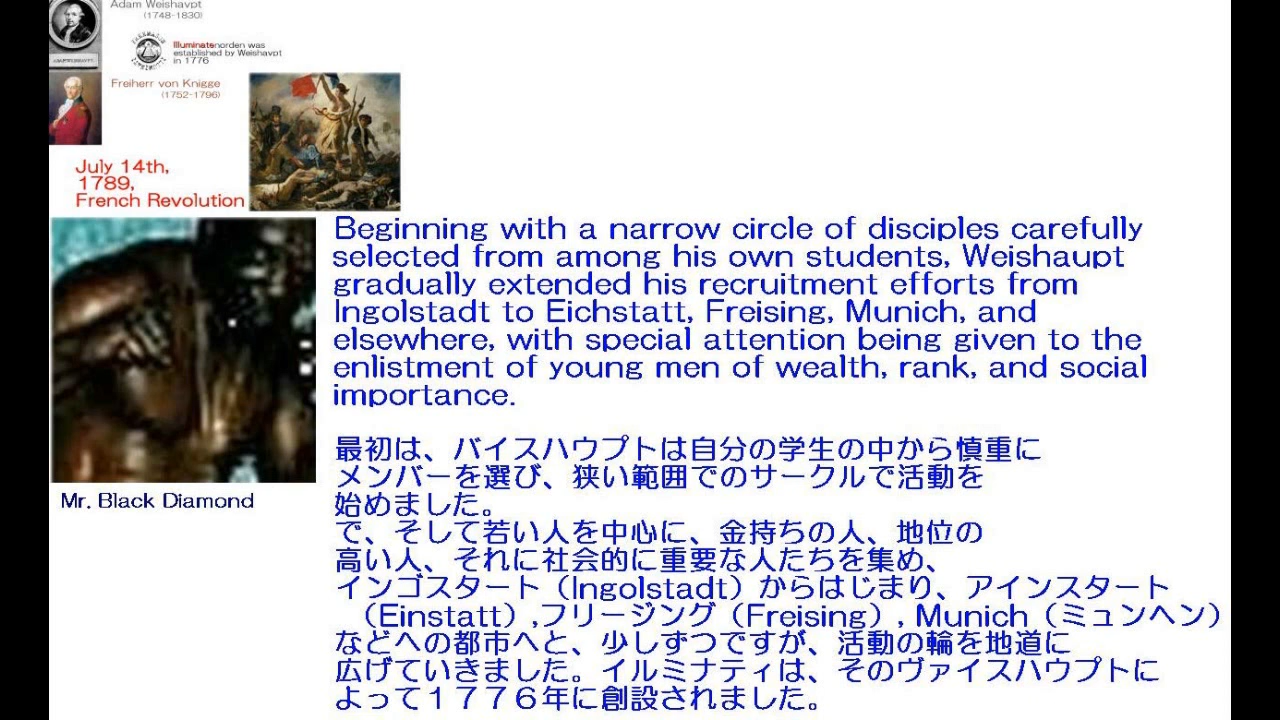 Adam Weishavpt
(1748-1830)
Illuminatenorden was
established by Weishavpt
in 1776
Freiherr von Knigge
(1752-1796)
July 14th,
1789,
French Revolution
Beginning with a narrow circle of disciples carefully
selected from among his own students, Weishaupt
gradually extended his recruitment efforts from
Ingolstadt to Eichstatt, Freising, Munich, and
elsewhere, with special attention being given to the
enlistment of young men of wealth, rank, and social
importance.
Mr. Black Diamond
最初は、バイスハウプトは自分の学生の中から慎重に
メンバーを選び、狭い範囲でのサークルで活動を
始めました。
で、そして若い人を中心に、金持ちの人、地位の
高い人、それに社会的に重要な人たちを集め、
インゴスタート（Ingolstadt）からはじまり、アインスタート
（Einstatt）,フリージング（Freising）, Munich（ミュンヘン）
などへの都市へと、少しずつですが、活動の輪を地道に
広げていきました。イルミナティは、そのヴァイスハウプトに
よって１７７６年に創設されました。